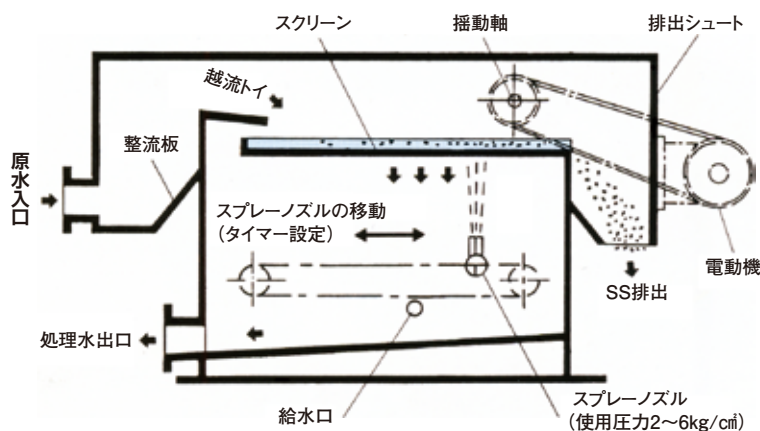 スクリーン
揺動軸
排出シュート
越流トイ
整流板
原水入口
スプレーノズルの移動
(タイマー設定)
電動機
SS排出
処理水出口
給水口
スプレーノズル
(使用圧力2〜6kg/c㎡)